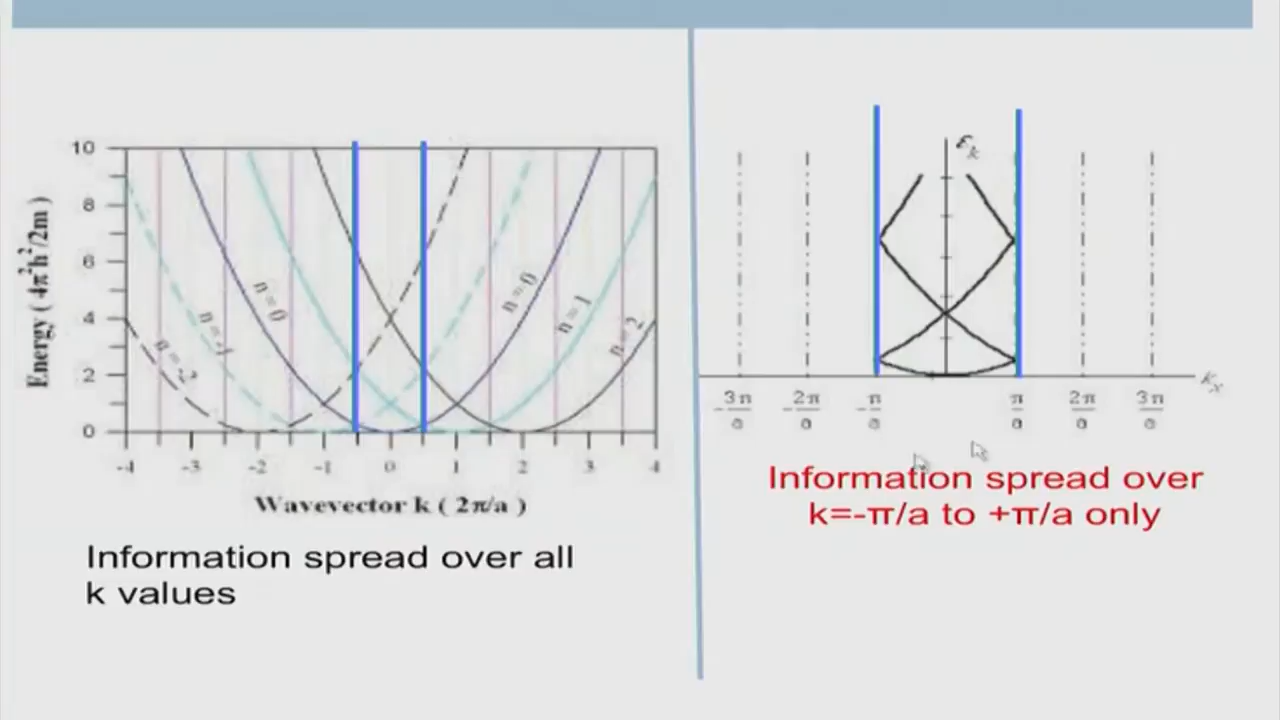 10
8
6
4
2
0
Energy ( 4π²h²/2m )
n = -2
n = -1
n = 0
n = 0
n = 1
n = 2
-4 -3 -2 -1 0 1 2 3 4
Wavevector k ( 2π/a )
Information spread over all
k values
εk
-3π/a -2π/a -π/a π/a 2π/a 3π/a
Kx
Information spread over
k=-π/a to +π/a only